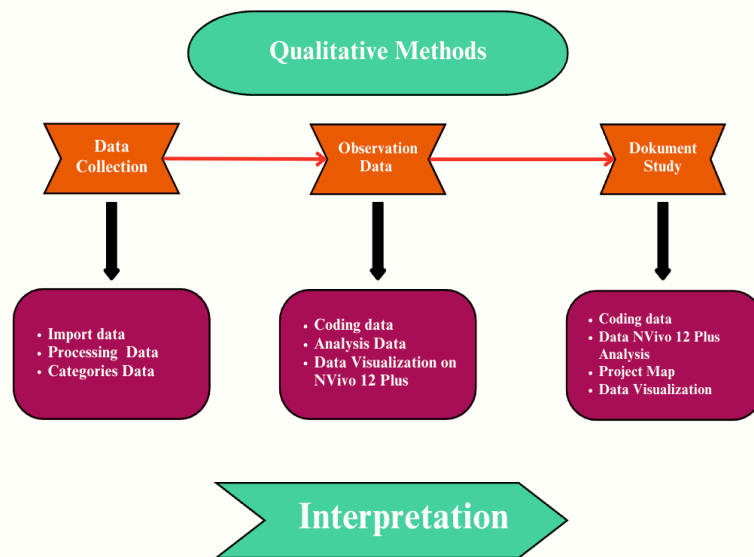 Qualitative Methods
Data
Collection
Observation
Data
Dokument
Study
• Import data
• Processing Data
• Categories Data
• Coding data
• Analysis Data
• Data Visualization on
NVivo 12 Plus
• Coding data
• Data NVivo 12 Plus
Analysis
• Project Map
• Data Visualization
Interpretation